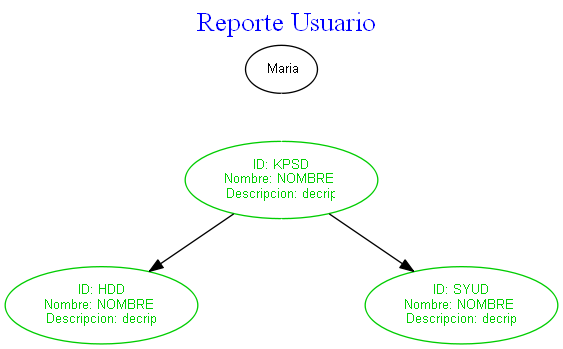 Reporte Usuario
Maria
ID: KPSD
Nombre: NOMBRE
Descripcion: decrip
ID: HDD
Nombre: NOMBRE
Descripcion: decrip
ID: SYUD
Nombre: NOMBRE
Descripcion: decrip